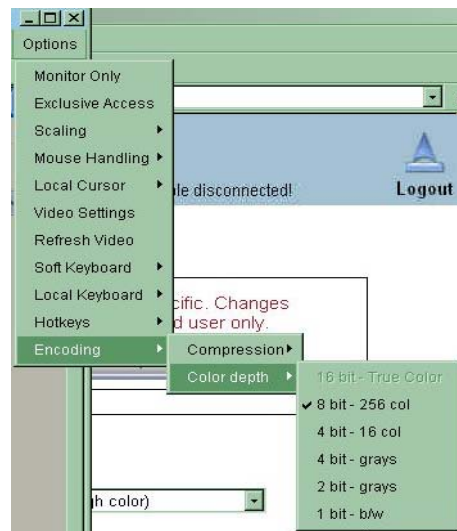 Options
Monitor Only
Exclusive Access
Scaling
Mouse Handling
Local Cursor
disconnected!
Logout
Video Settings
Refresh Video
Soft Keyboard
Local Keyboard
Changes
Hotkeys
user only.
Encoding
Compression
Color depth
16 bit - True Color
8 bit - 256 col
4 bit - 16 col
4 bit - grays
2 bit - grays
1 bit - b/w
color)